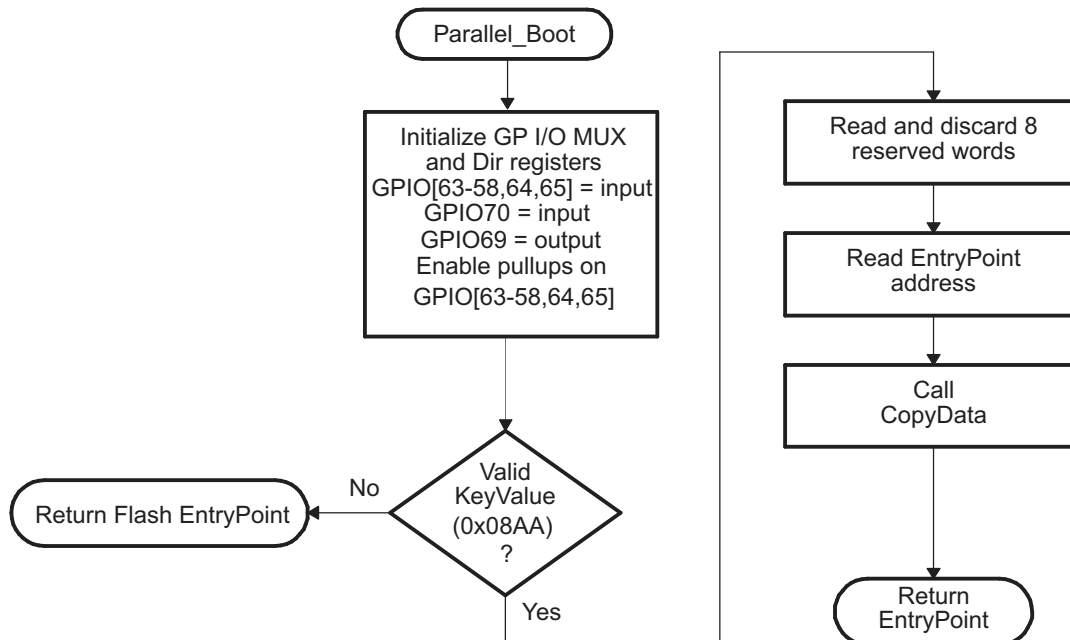 Parallel_Boot
Initialize GP I/O MUX
and Dir registers
GPIO[63-58,64,65] = input
GPIO70 = input
GPIO69 = output
Enable pullups on
GPIO[63-58,64,65]
Valid
KeyValue
(0x08AA)
?
No
Return Flash EntryPoint
Yes
Read and discard 8
reserved words
Read EntryPoint
address
Call
CopyData
Return
EntryPoint